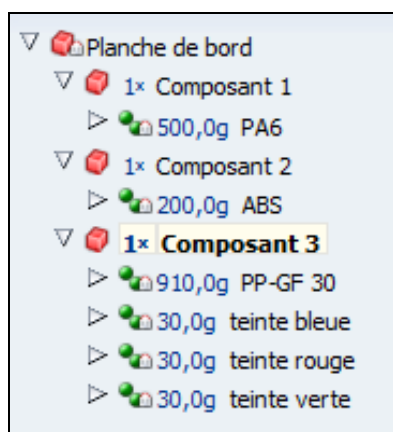 Planche de bord
1× Composant 1
500,0g PA6
1× Composant 2
200,0g ABS
1× Composant 3
910,0g PP-GF 30
30,0g teinte bleue
30,0g teinte rouge
30,0g teinte verte